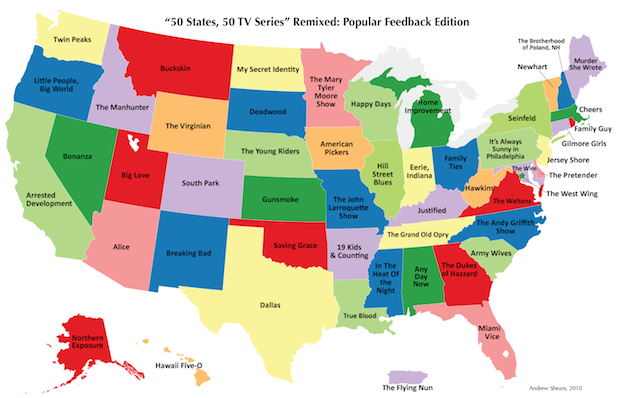 “50 States, 50 TV Series” Remixed: Popular Feedback Edition
Twin Peaks
Little People,
Big World
Buckskin
The Manhunter
My Secret Identity
The Mary
Tyler
Moore
Show
Happy Days
Home
Improvement
The Brotherhood
of Poland, NH
Newhart
Murder
She Wrote
Seinfeld
Cheers
Family Guy
Gilmore Girls
The Virginian
Deadwood
The Young Riders
American
Pickers
Arrested
Development
Bonanza
Big Love
South Park
Gunsmoke
The John
Larroquette
Show
Hill
Street
Blues
Eerie,
Indiana
Family
Ties
It's Always
Sunny in
Philadelphia
The Wire
Jersey Shore
The Pretender
The West Wing
Hawkins
The Waltons
Justified
Alice
Breaking Bad
Saving Grace
19 Kids
& Counting
The Grand Old Opry
The Andy Griffith
Show
Army Wives
Dallas
In The
Heat Of
the
Night
Any
Day
Now
The Dukes
of Hazzard
True Blood
Miami
Vice
Northern
Exposure
Hawaii Five-O
The Flying Nun
Andrew Shears, 2010